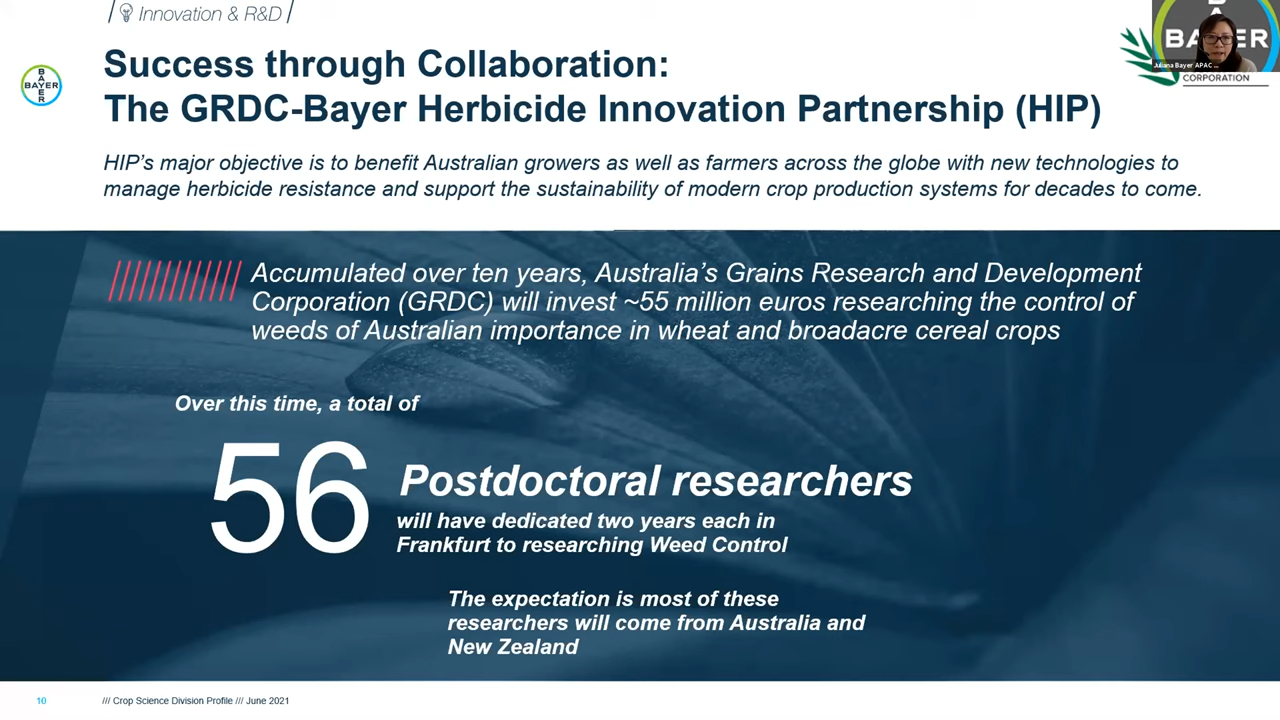 / Innovation & R&D /
Success through Collaboration:
The GRDC-Bayer Herbicide Innovation Partnership (HIP)
HIP's major objective is to benefit Australian growers as well as farmers across the globe with new technologies to
manage herbicide resistance and support the sustainability of modern crop production systems for decades to come.
BAYER
BAYER
BAYER
Juliana Bayer APAC ...
CORPORATION
Accumulated over ten years, Australia's Grains Research and Development
Corporation (GRDC) will invest ~55 million euros researching the control of
weeds of Australian importance in wheat and broadacre cereal crops
Over this time, a total of
56
Postdoctoral researchers
will have dedicated two years each in
Frankfurt to researching Weed Control
The expectation is most of these
researchers will come from Australia and
New Zealand
10
/// Crop Science Division Profile /// June 2021